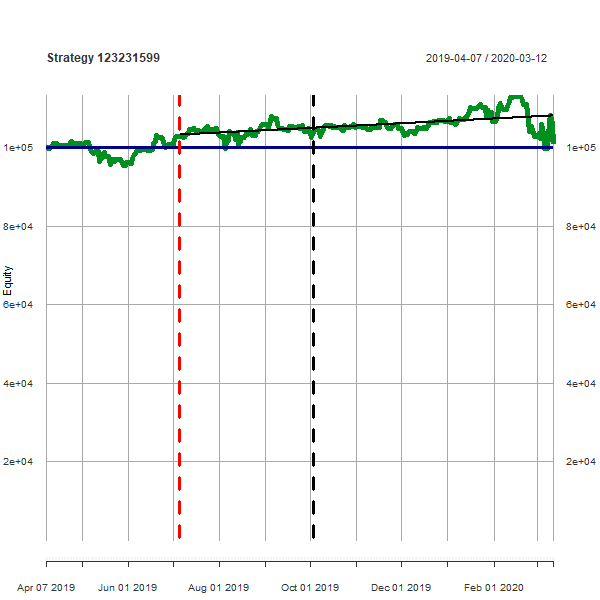 Strategy 123231599
2019-04-07 / 2020-03-12
1e+05
1e+05
8e+04
8e+04
Equity
6e+04
6e+04
4e+04
4e+04
2e+04
2e+04
Apr 07 2019
Jun 01 2019
Aug 01 2019
Oct 01 2019
Dec 01 2019
Feb 01 2020